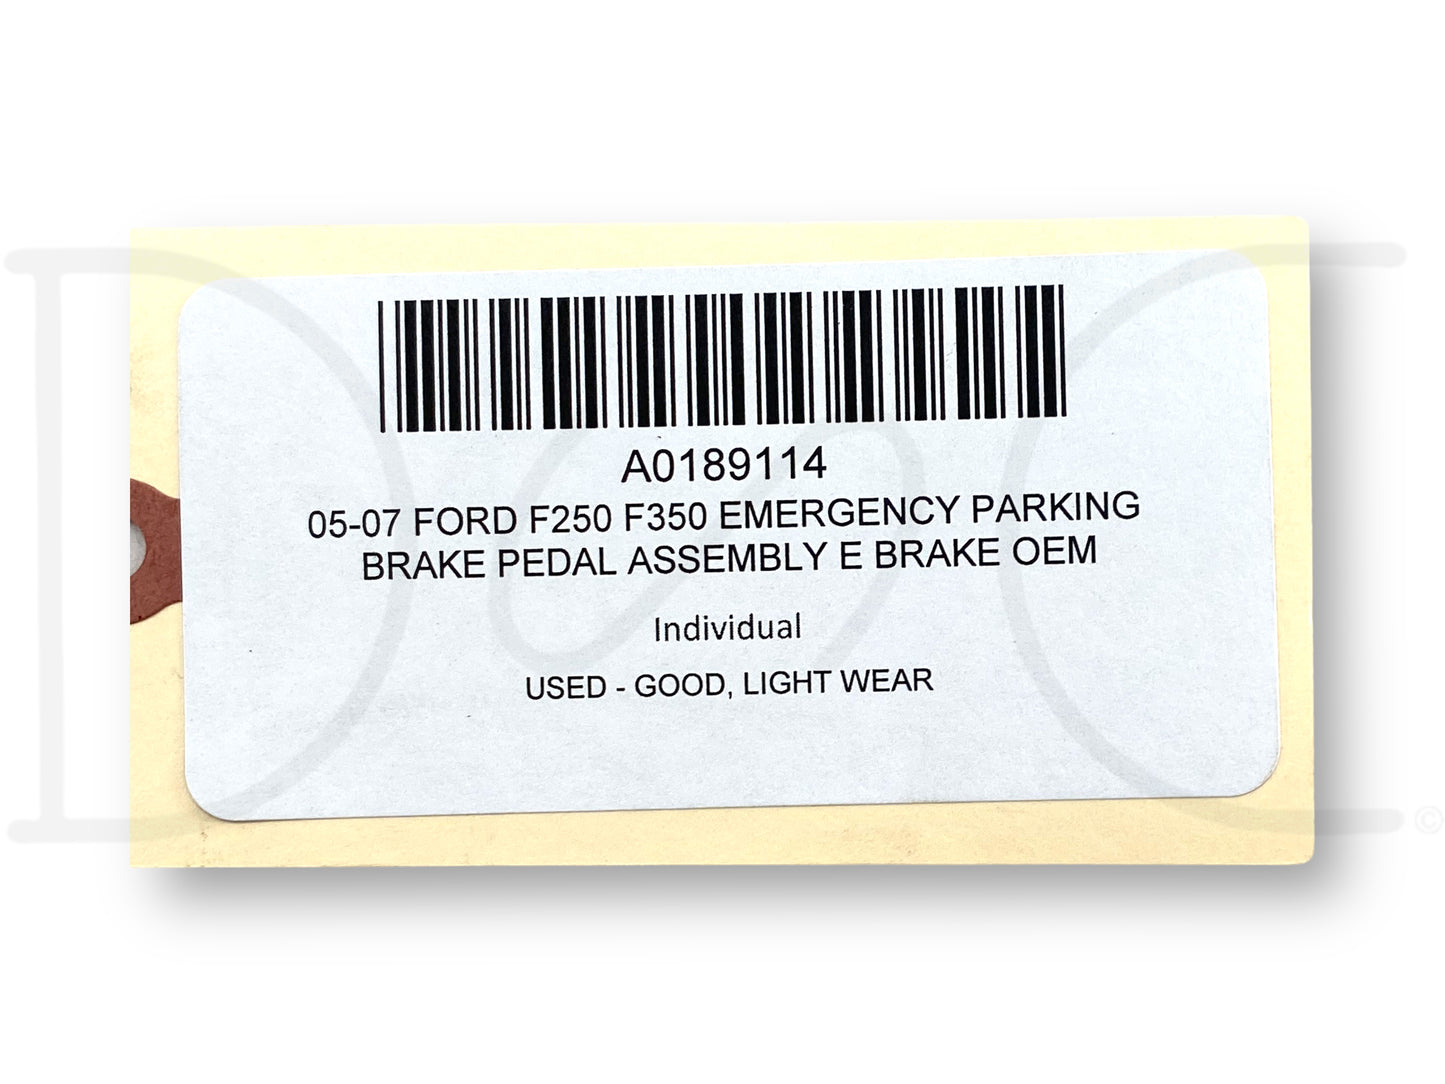 A0189114
05-07 FORD F250 F350 EMERGENCY PARKING
BRAKE PEDAL ASSEMBLY E BRAKE OEM
Individual
USED - GOOD, LIGHT WEAR
D&C
©